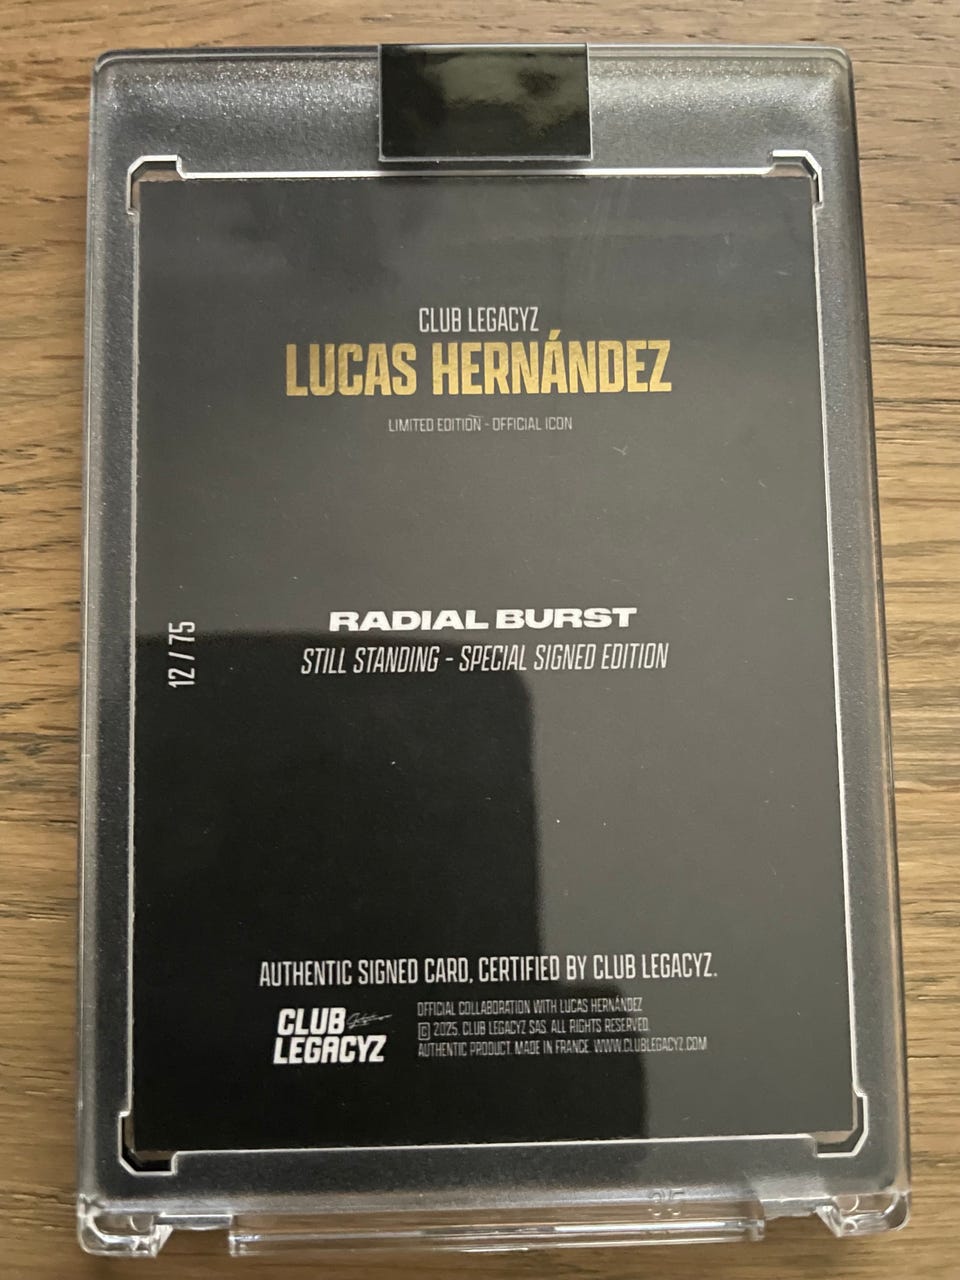 CLUB LEGACYZ
LUCAS HERNÁNDEZ
LIMITED EDITION - OFFICIAL ICON
12 / 75
RADIAL BURST
STILL STANDING - SPECIAL SIGNED EDITION
AUTHENTIC SIGNED CARD, CERTIFIED BY CLUB LEGACYZ.
CLUB
LEGACYZ
OFFICIAL COLLABORATION WITH LUCAS HERNÁNDEZ
© 2025. CLUB LEGACYZ SAS. ALL RIGHTS RESERVED.
AUTHENTIC PRODUCT. MADE IN FRANCE. WWW.CLUBLEGACYZ.COM